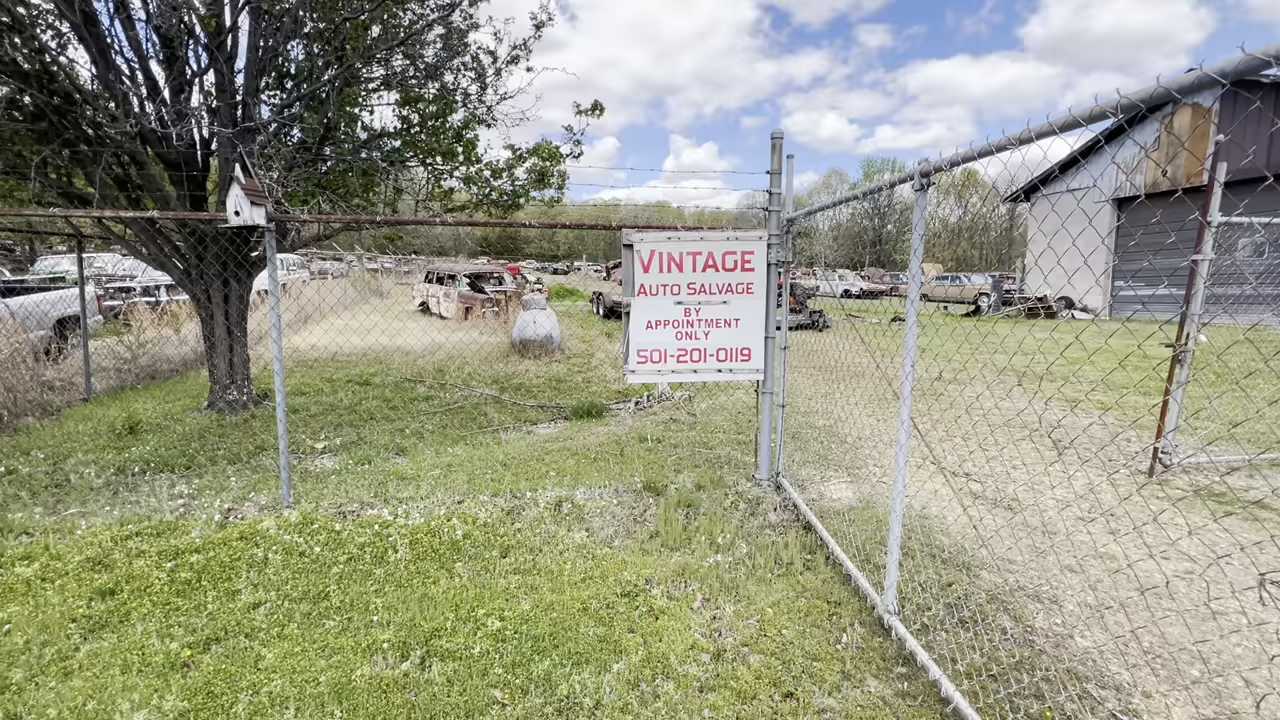 VINTAGE
AUTO SALVAGE
BY
APPOINTMENT
ONLY
501-201-0119